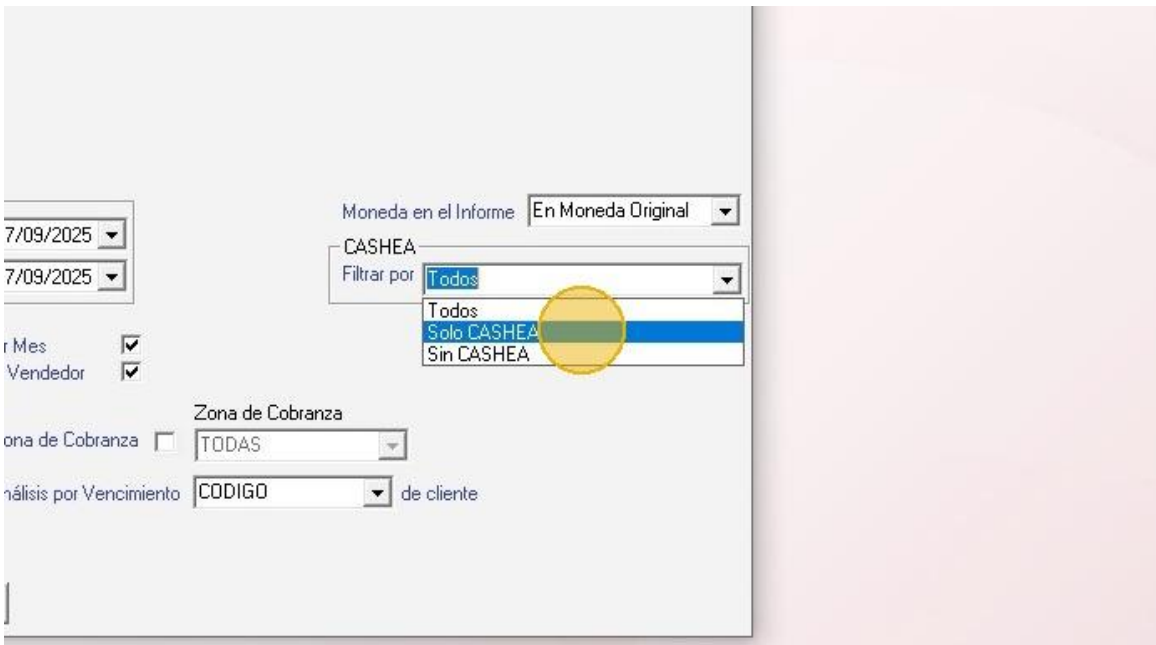 Moneda en el Informe En Moneda Original
7/09/2025
CASHEA
7/09/2025
Filtrar por Todos
Todos
Solo CASHEA
Sin CASHEA
r Mes
Vendedor
Zona de Cobranza
ona de Cobranza TODAS
nálisis por Vencimiento CODIGO de cliente